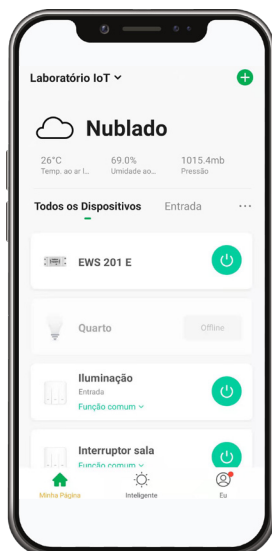 Laboratório IoT
Nublado
26°C 69.0% 1015.4mb
Temp. ao ar l... Umidade ao... Pressão
Todos os Dispositivos Entrada ...
EWS 201 E
Quarto Offline
Iluminação
Entrada
Função comum
Interruptor sala
Função comum
Minha Página Inteligente Eu